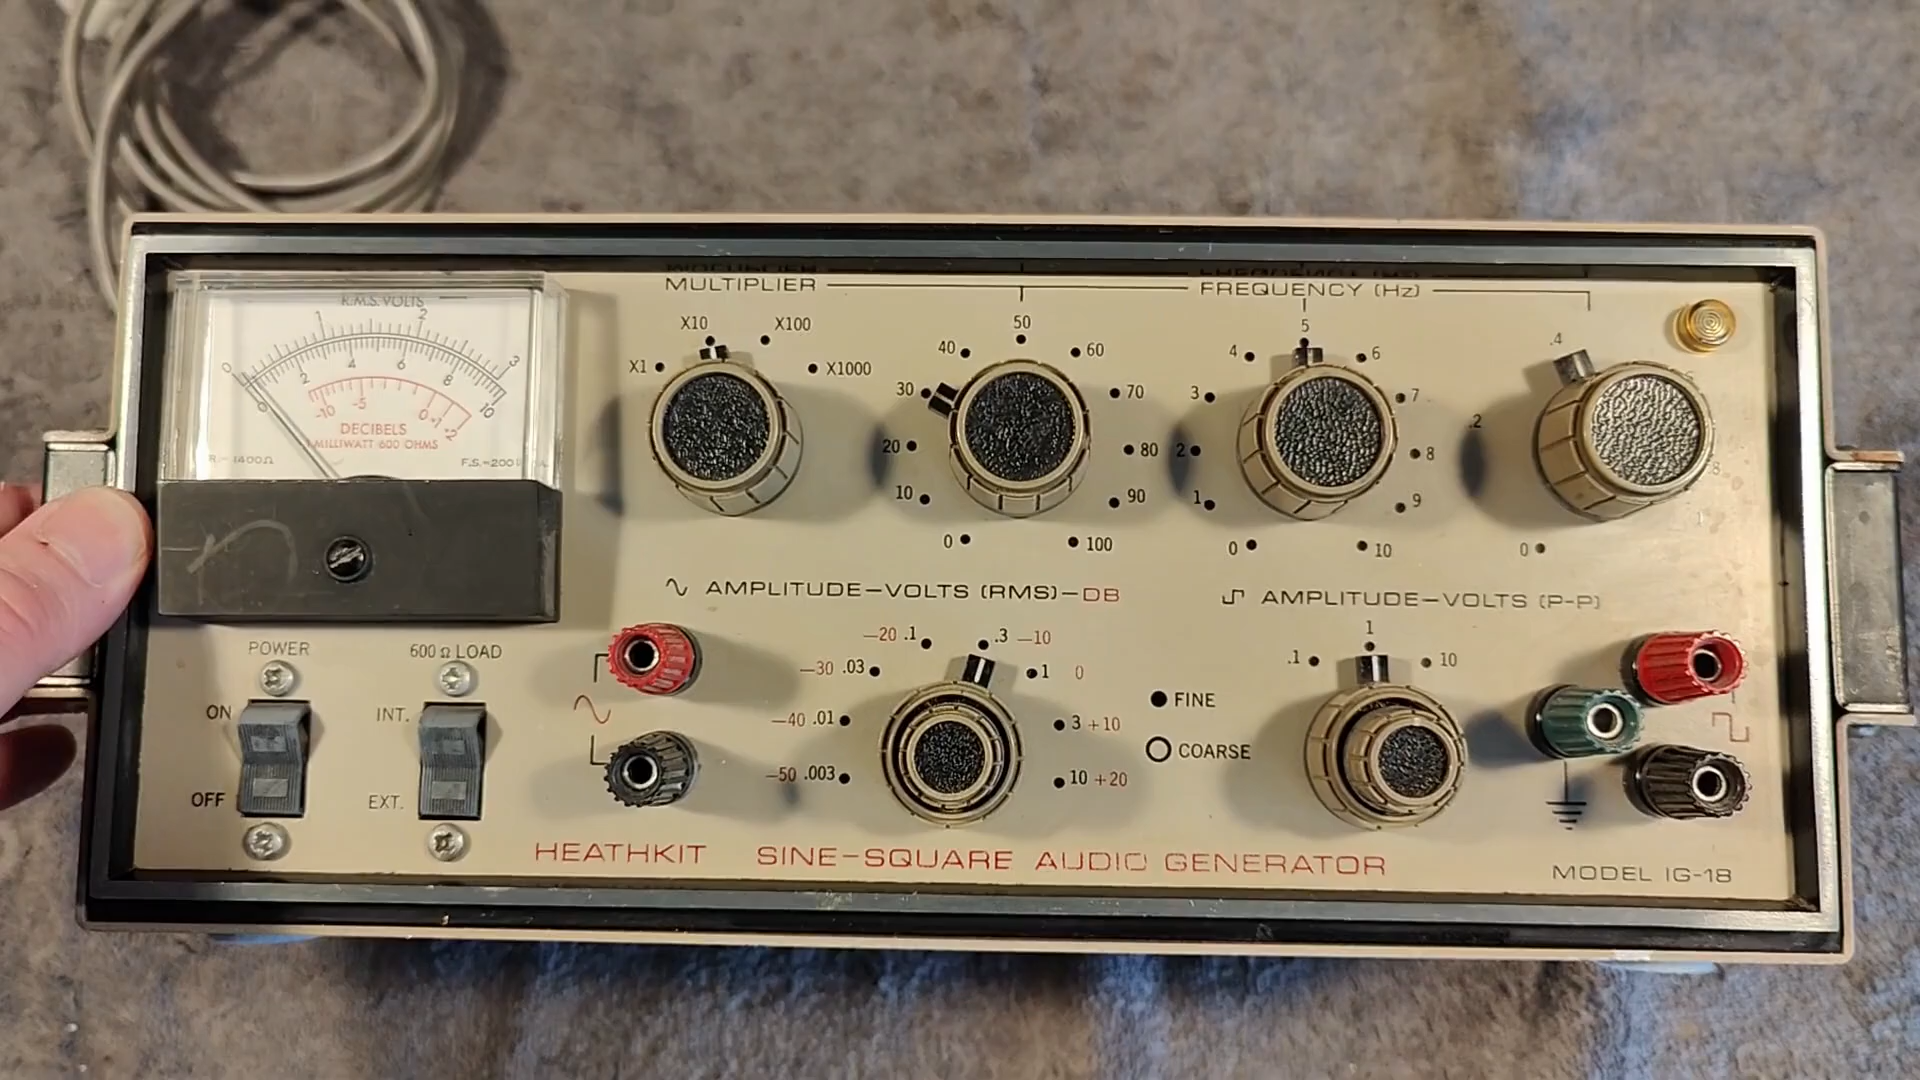 R.M.S. VOLTS
0 1 2 3
0 2 4 6 8 10
-10 -5 0 +1 +2
DECIBELS
1 MILLIWATT 600 OHMS
MULTIPLIER
X1 X10 X100 X1000
FREQUENCY (Hz)
0 10 20 30 40 50 60 70 80 90 100
0 1 2 3 4 5 6 7 8 9 10
0 .2 .4
POWER
ON
OFF
600 Ω LOAD
INT.
EXT.
AMPLITUDE–VOLTS (RMS)–DB
–50 .003
–40 .01
–30 .03
–20 .1
.3 –10
1 0
3 +10
10 +20
FINE
COARSE
AMPLITUDE–VOLTS (P-P)
.1 1 10
HEATHKIT SINE–SQUARE AUDIO GENERATOR
MODEL IG-18